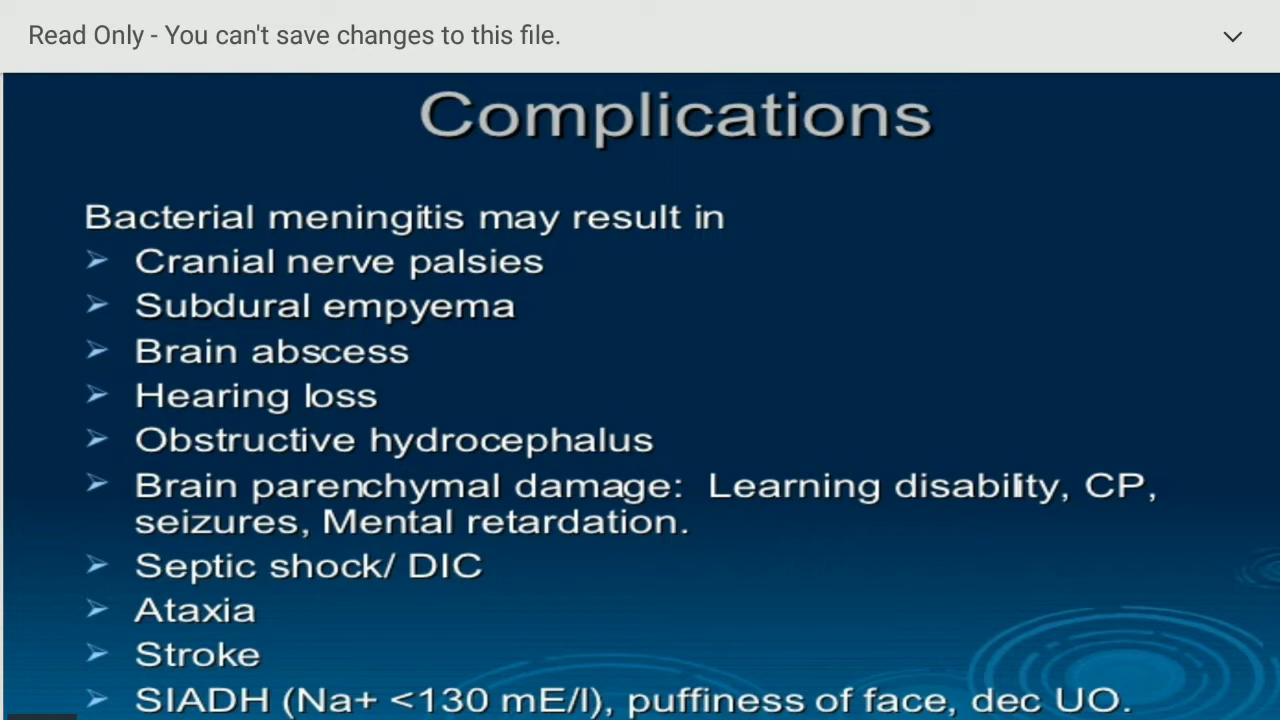 Read Only - You can't save changes to this file.
Complications
Bacterial meningitis may result in
➢ Cranial nerve palsies
➢ Subdural empyema
➢ Brain abscess
➢ Hearing loss
➢ Obstructive hydrocephalus
➢ Brain parenchymal damage: Learning disability, CP,
seizures, Mental retardation.
➢ Septic shock/ DIC
➢ Ataxia
➢ Stroke
➢ SIADH (Na+ <130 mE/l), puffiness of face, dec UO.